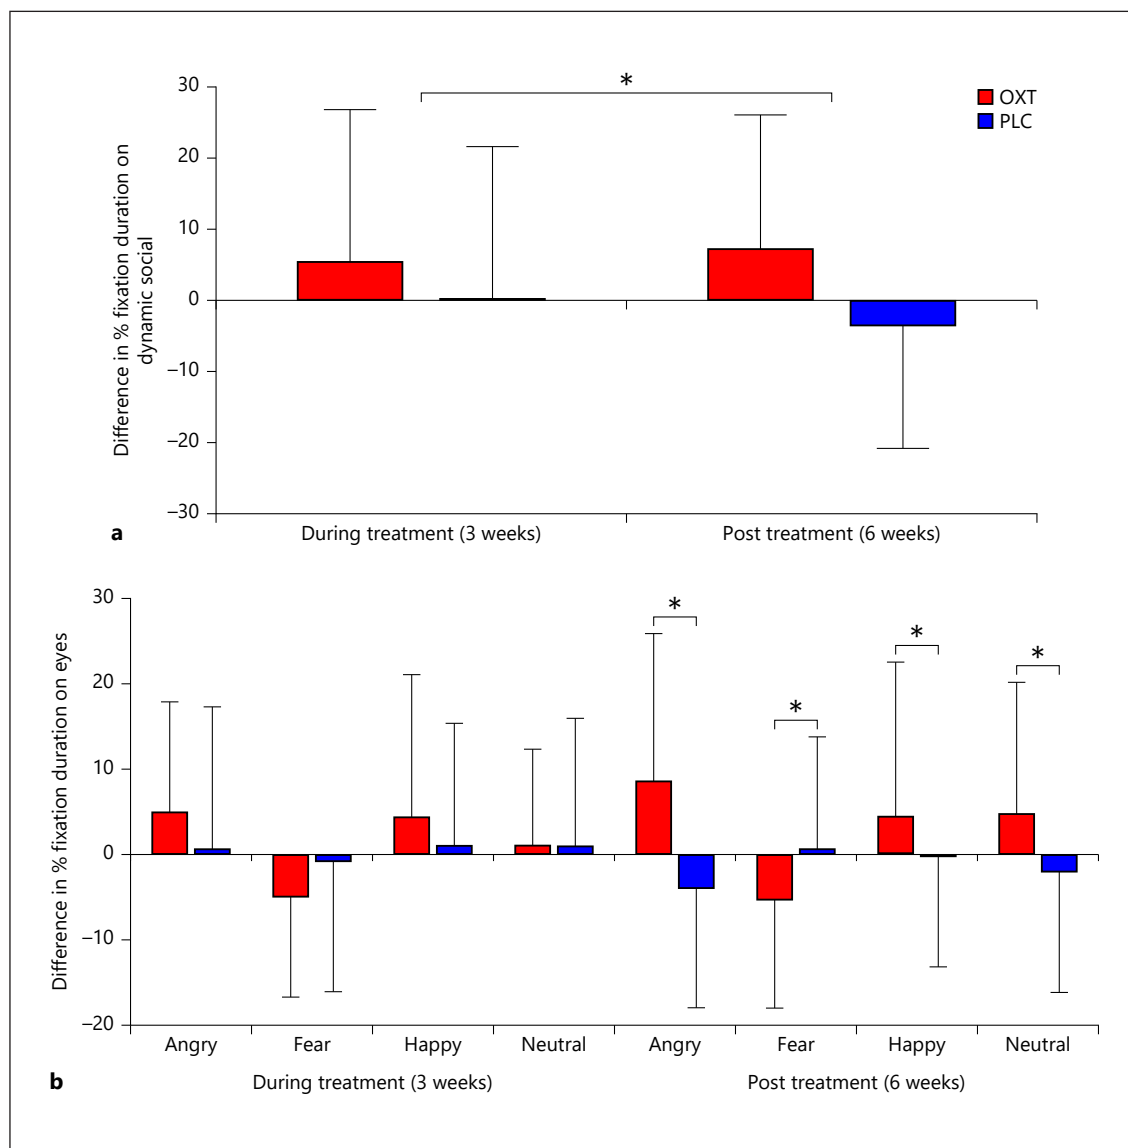 *
OXT
PLC
30
20
10
0
–10
–20
–30
Difference in % fixation duration on
dynamic social
During treatment (3 weeks)
Post treatment (6 weeks)
a
30
20
10
0
–10
–20
Difference in % fixation duration on eyes
*
*
*
*
Angry
Fear
Happy
Neutral
Angry
Fear
Happy
Neutral
During treatment (3 weeks)
Post treatment (6 weeks)
b